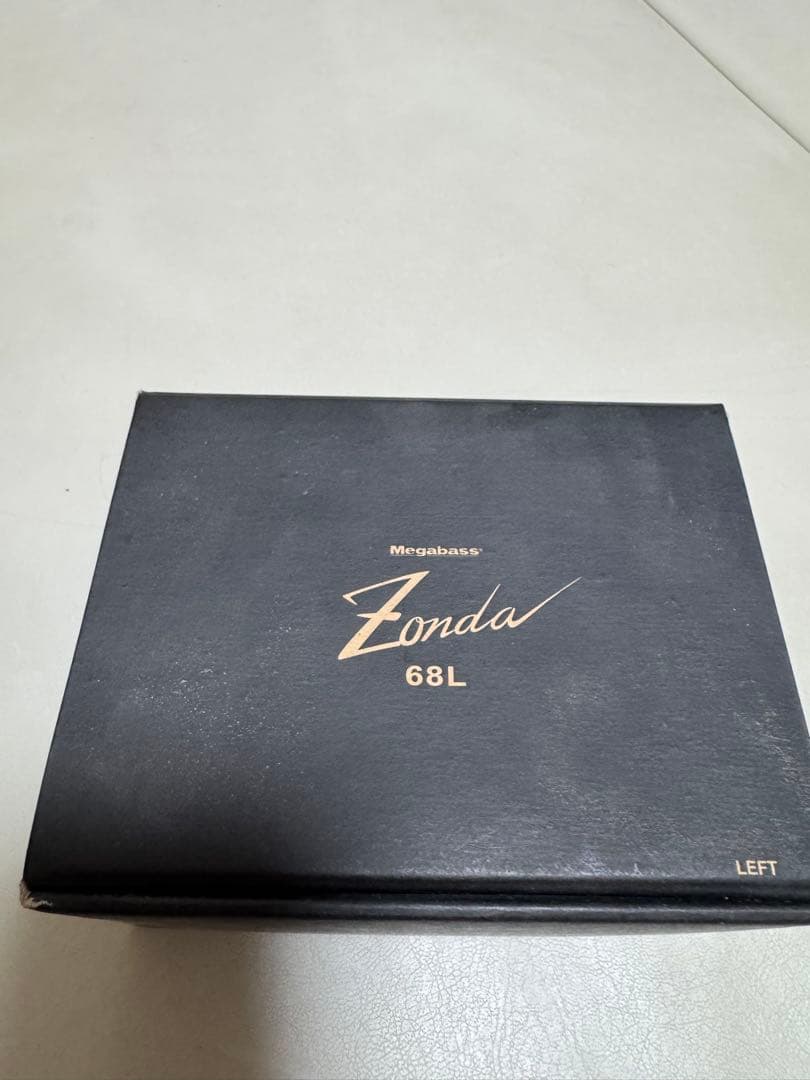 Megabass
Zonda
68L
LEFT